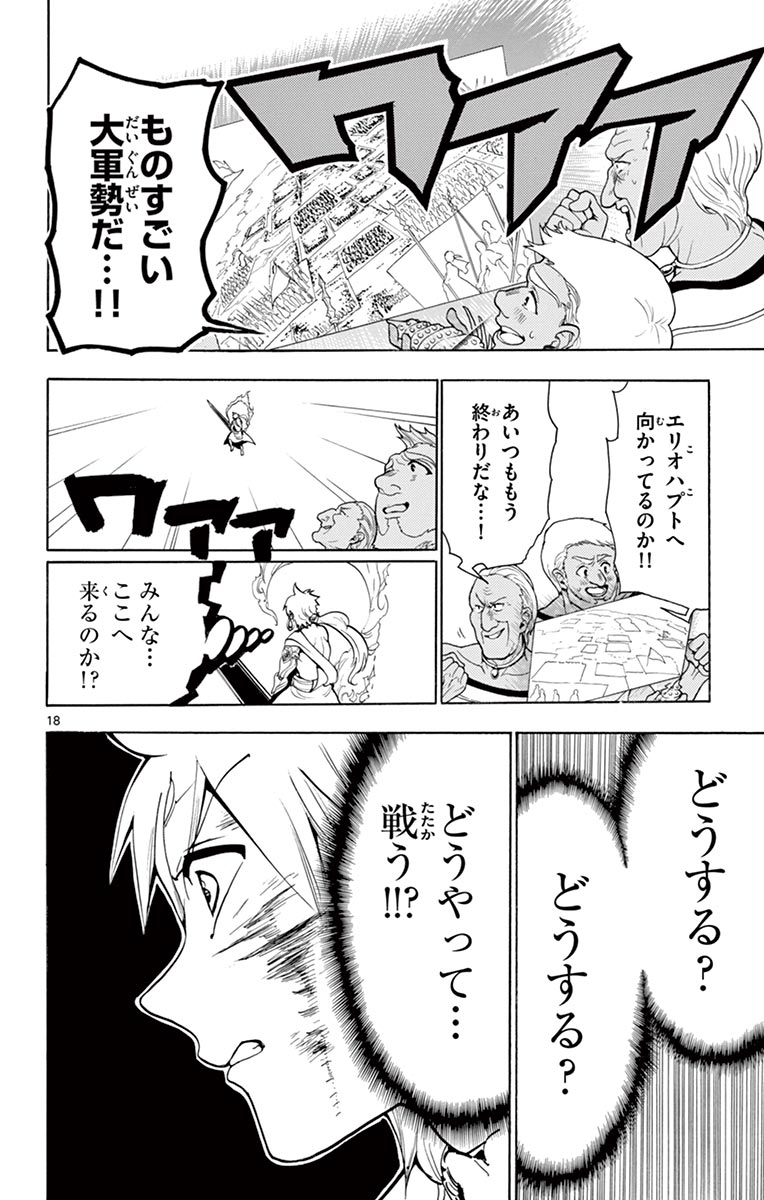 ワアア
ものすごい
大軍勢だ…!!
エリオハプトへ
向かってるのか!!
あいつももう
終わりだな…!
ワアア
みんな…
ここへ
来るのか!?
18
どうする?
どうする?
どうやって…
戦う!!?